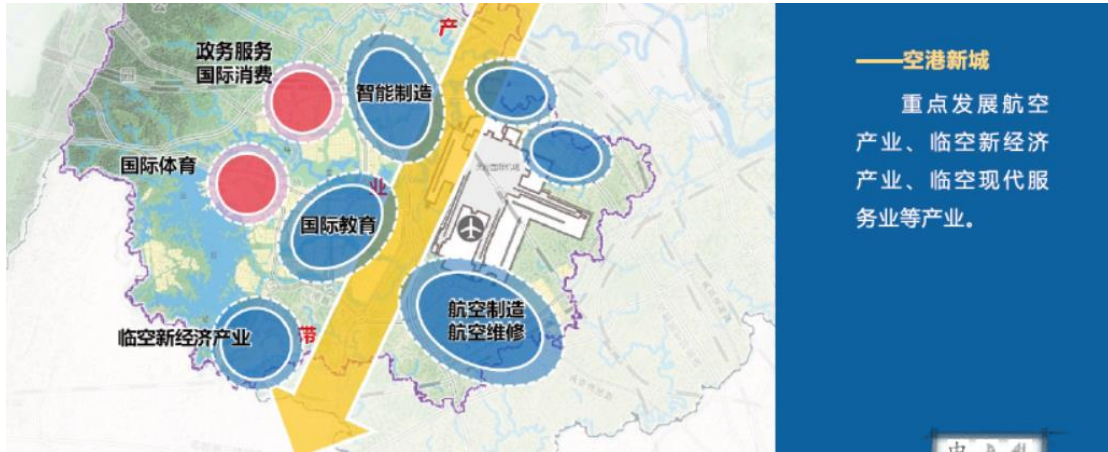 产
政务服务
国际消费
智能制造
国际体育
业
国际教育
航空制造
航空维修
临空新经济产业
带
——空港新城
重点发展航空
产业、临空新经济
产业、临空现代服
务业等产业。